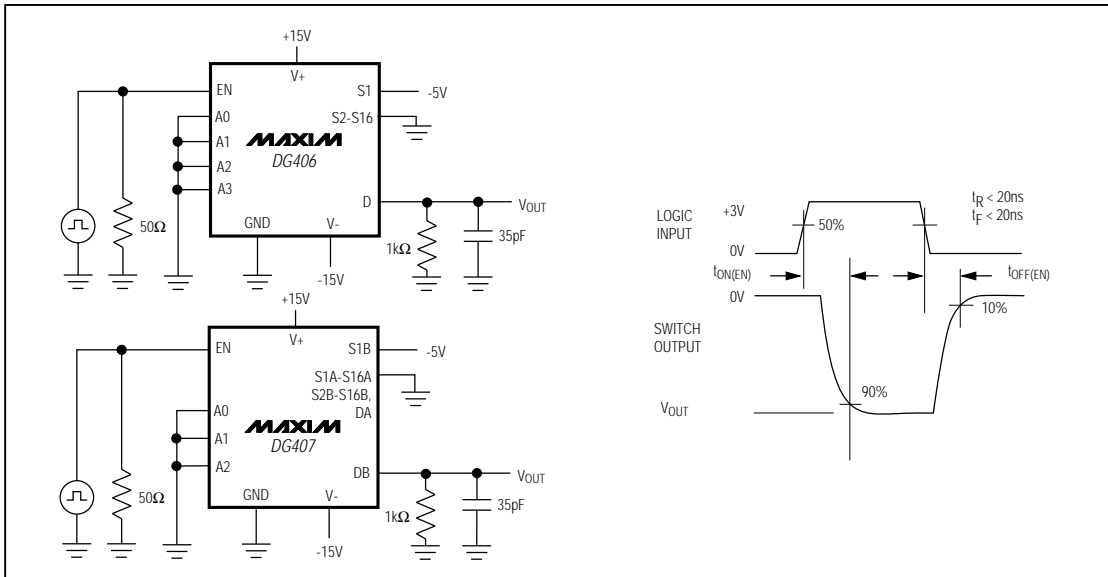 +15V
V+
EN
S1
-5V
A0
S2-S16
A1
MAXIM
DG406
A2
A3
D
VOUT
50Ω
GND
V-
1kΩ
35pF
-15V
+15V
V+
EN
S1B
-5V
S1A-S16A
S2B-S16B,
DA
A0
MAXIM
A1
DG407
A2
DB
VOUT
50Ω
GND
V-
1kΩ
35pF
-15V
LOGIC
INPUT
+3V
50%
tR < 20ns
tF < 20ns
0V
tON(EN)
tOFF(EN)
0V
10%
SWITCH
OUTPUT
90%
VOUT